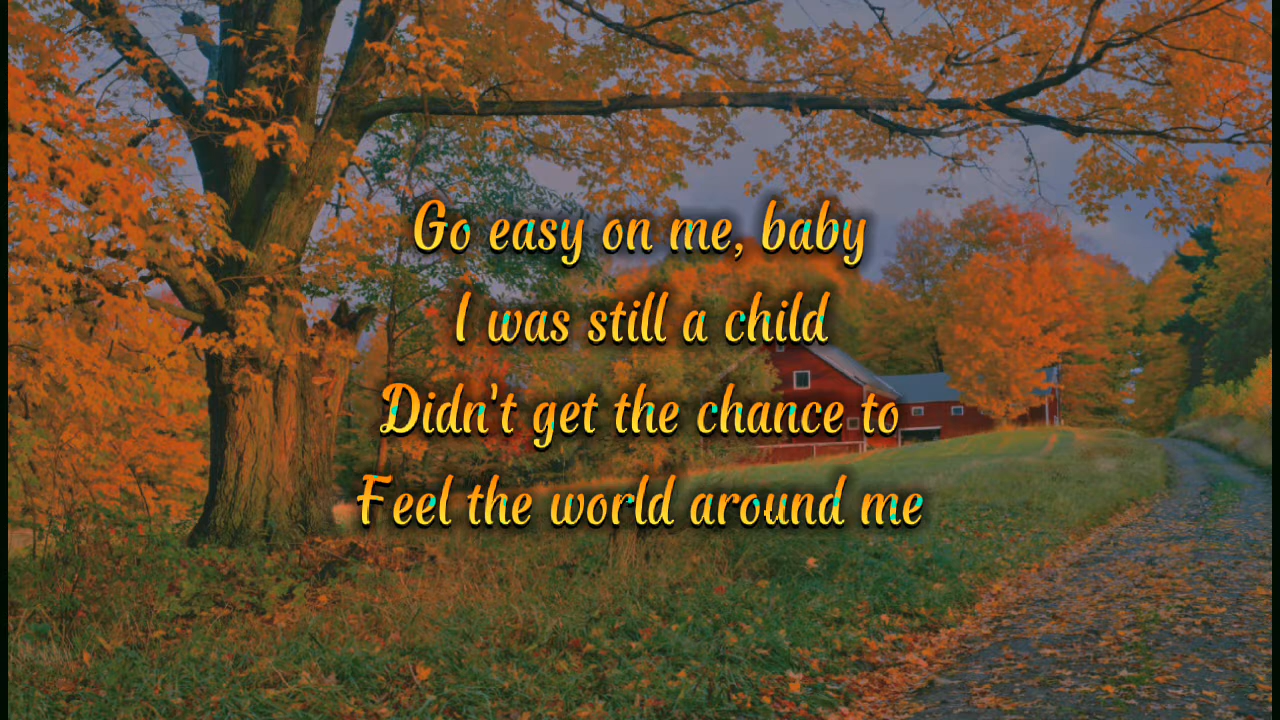 Go easy on me, baby
I was still a child
Didn't get the chance to
Feel the world around me